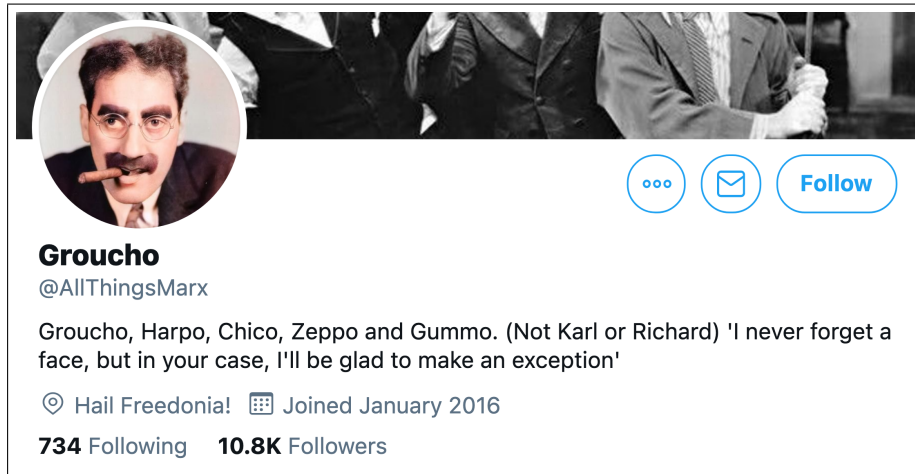 Follow
Groucho
@AllThingsMarx
Groucho, Harpo, Chico, Zeppo and Gummo. (Not Karl or Richard) 'I never forget a
face, but in your case, I'll be glad to make an exception'
Hail Freedonia! Joined January 2016
734 Following 10.8K Followers